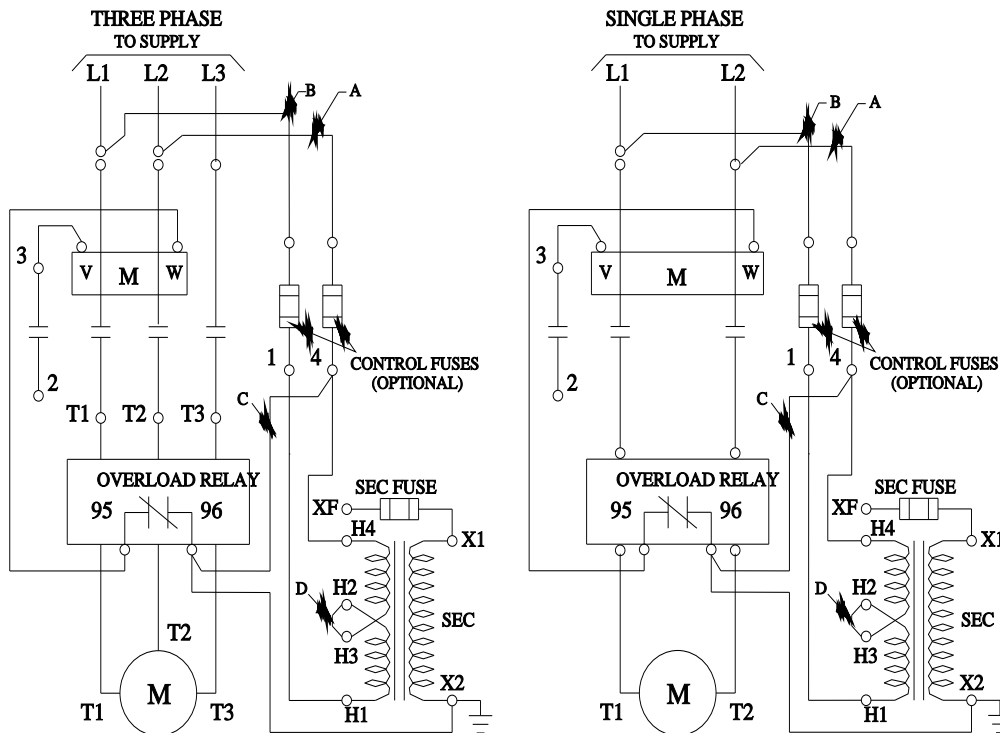 THREE PHASE
TO SUPPLY
L1 L2 L3
B A
3
V M W
1 4
CONTROL FUSES
(OPTIONAL)
2
C
T1 T2 T3
OVERLOAD RELAY
95 96
SEC FUSE
XF
H4
X1
D H2
SEC
H3
T2
X2
T1 M T3
H1
SINGLE PHASE
TO SUPPLY
L1 L2
B A
3
V M W
1 4
CONTROL FUSES
(OPTIONAL)
2
C
OVERLOAD RELAY
95 96
SEC FUSE
XF
H4
X1
D H2
SEC
H3
X2
T1 M T2
H1